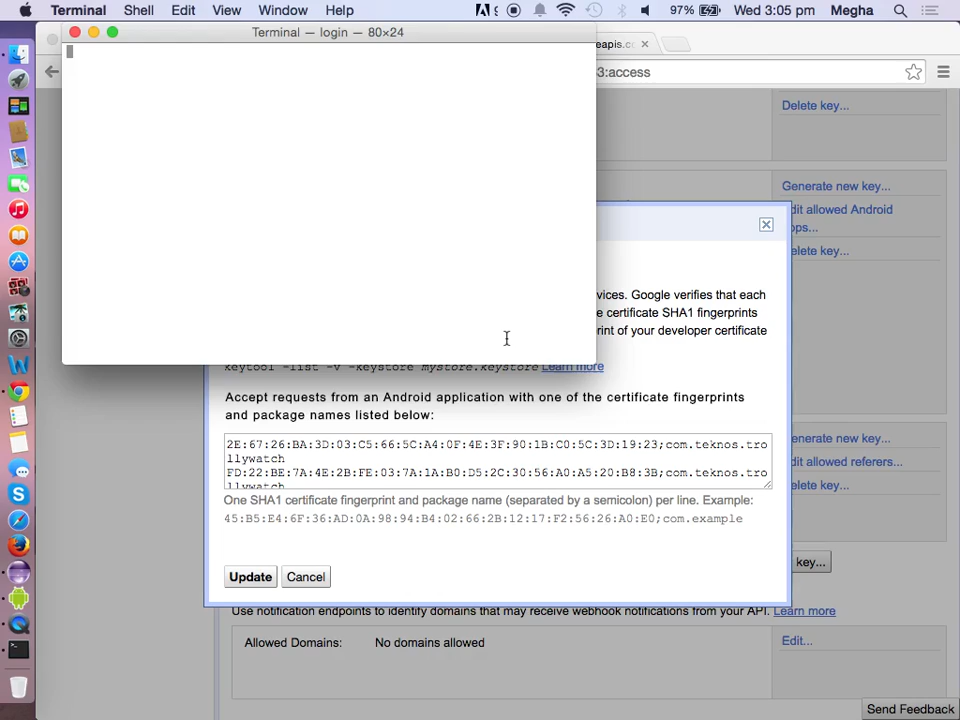 Terminal Shell Edit View Window Help 97% Wed 3:05 pm Megha
Terminal — login — 80×24
eapis.c
3:access
Delete key...
Generate new key...
dit allowed Android
ops...
elete key...
vices. Google verifies that each
e certificate SHA1 fingerprints
print of your developer certificate
keytool -list -v -keystore mystore.keystore Learn more
Accept requests from an Android application with one of the certificate fingerprints
and package names listed below:
2E:67:26:BA:3D:03:C5:66:5C:A4:0F:4E:3F:90:1B:C0:5C:3D:19:23;com.teknos.tro
llywatch
FD:22:BE:7A:4E:2B:FE:03:7A:1A:B0:D5:2C:30:56:A0:A5:20:B8:3B;com.teknos.tro
llywatch
One SHA1 certificate fingerprint and package name (separated by a semicolon) per line. Example:
45:B5:E4:6F:36:AD:0A:98:94:B4:02:66:2B:12:17:F2:56:26:A0:E0;com.example
enerate new key...
dit allowed referers...
elete key...
key...
Update Cancel
Use notification endpoints to identify domains that may receive webhook notifications from your API. Learn more
Allowed Domains: No domains allowed Edit...
Send Feedback